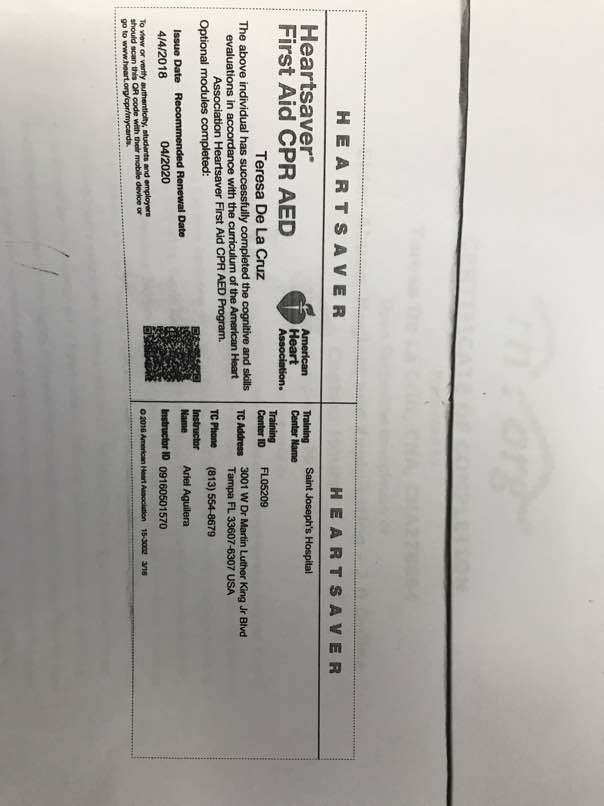 HEARTSAVER
Heartsaver®
First Aid CPR AED
American
Heart
Association®
Teresa De La Cruz
The above individual has successfully completed the cognitive and skills
evaluations in accordance with the curriculum of the American Heart
Association Heartsaver First Aid CPR AED Program.
Optional modules completed:
Issue Date Recommended Renewal Date
4/4/2018 04/2020
To view or verify authenticity, students and employers
should scan this QR code with their mobile device or
go to www.heart.org/cpr/mycards.
HEARTSAVER
Training
Center Name Saint Joseph's Hospital
Training
Center ID FL05209
TC Address 3001 W Dr Martin Luther King Jr Blvd
Tampa FL 33607-6307 USA
TC Phone (813) 554-8679
Instructor
Name Ariel Aguilera
Instructor ID 09160501570
© 2016 American Heart Association 15-3002 3/16